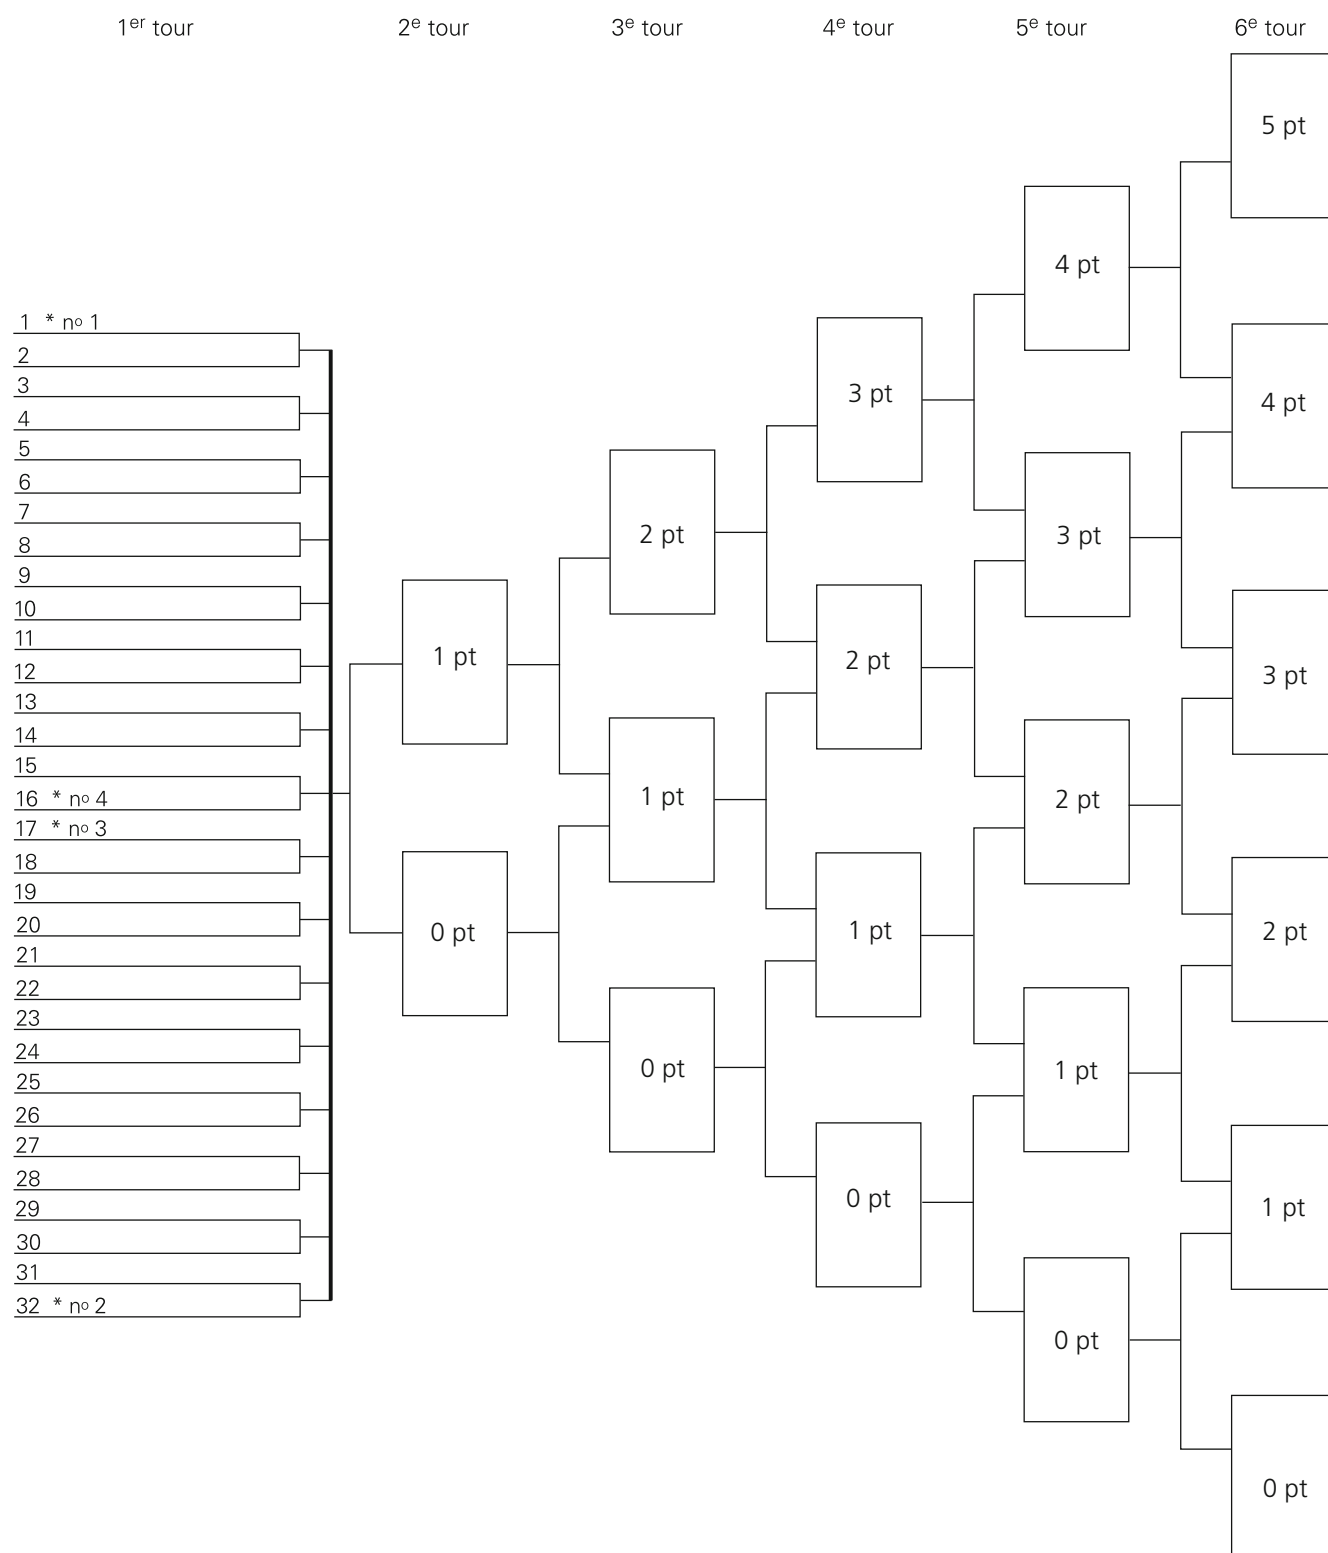 1er tour 2e tour 3e tour 4e tour 5e tour 6e tour
1 * no 1
2
3
4
5
6
7
8
9
10
11
12
13
14
15
16 * no 4
17 * no 3
18
19
20
21
22
23
24
25
26
27
28
29
30
31
32 * no 2
1 pt
0 pt
2 pt
1 pt
0 pt
3 pt
2 pt
1 pt
0 pt
4 pt
3 pt
2 pt
1 pt
0 pt
5 pt
4 pt
3 pt
2 pt
1 pt
0 pt